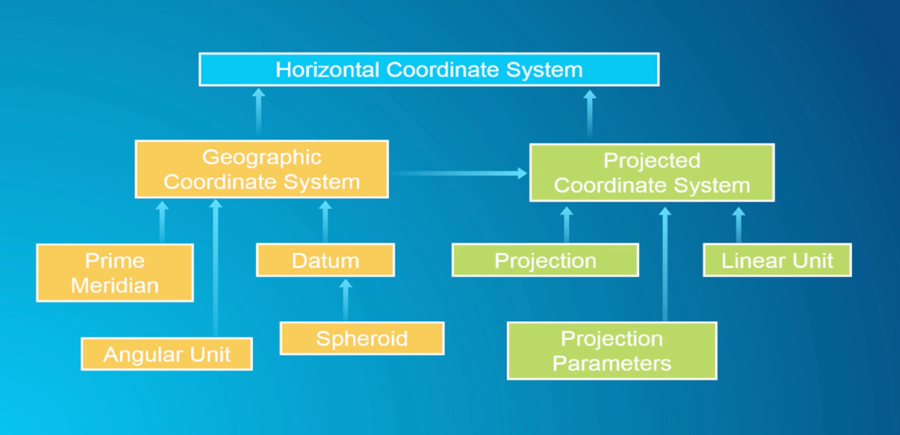 Horizontal Coordinate System
Geographic
Coordinate System
Projected
Coordinate System
Prime
Meridian
Datum
Projection
Linear Unit
Angular Unit
Spheroid
Projection
Parameters